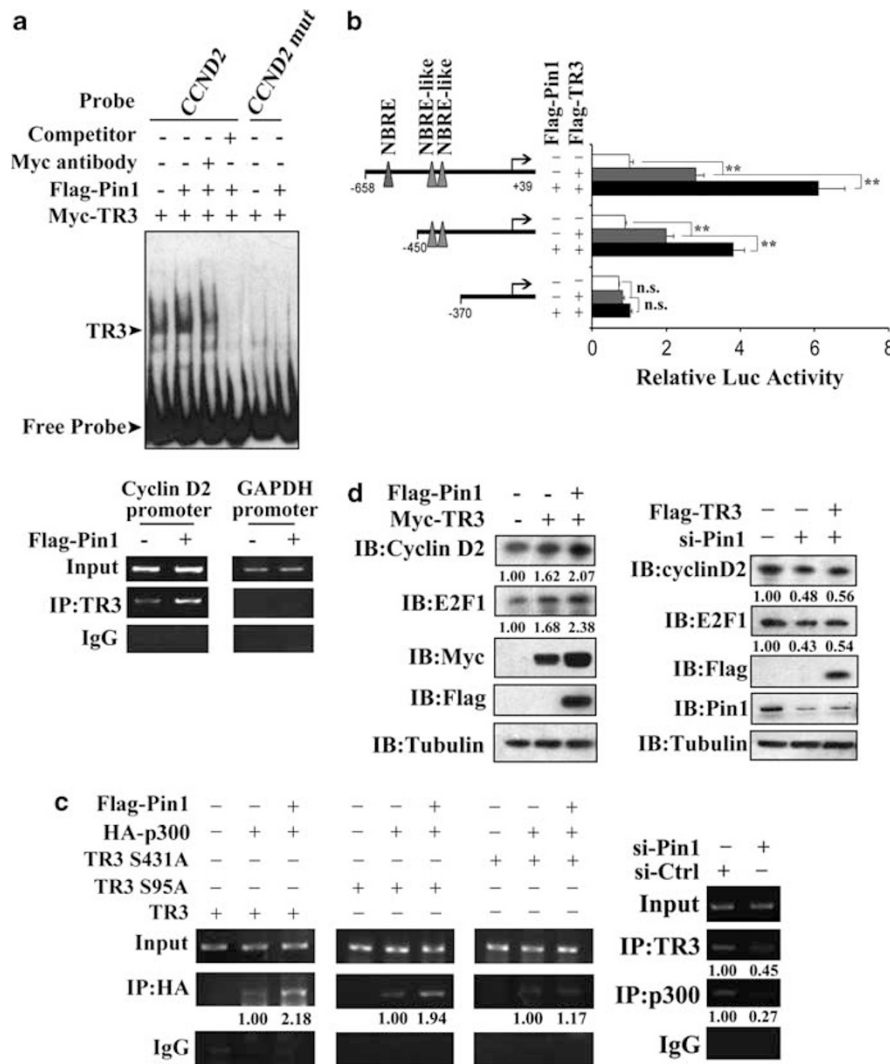 a
Probe CCND2 CCND2 mut
Competitor - - - + - -
Myc antibody - - + - - -
Flag-Pin1 - + + + - +
Myc-TR3 + + + + + +
TR3
Free Probe
Cyclin D2 promoter GAPDH promoter
Flag-Pin1 - + - +
Input
IP:TR3
IgG
b
NBRE NBRE-like NBRE-like Flag-Pin1 Flag-TR3
-658 +39
− −
− +
+ +
** **
-450
− −
− +
+ +
** **
-370
− −
− +
+ +
n.s. n.s.
0 2 4 6 8
Relative Luc Activity
d
Flag-Pin1 - - +
Myc-TR3 - + +
IB:Cyclin D2
1.00 1.62 2.07
IB:E2F1
1.00 1.68 2.38
IB:Myc
IB:Flag
IB:Tubulin
Flag-TR3 − − +
si-Pin1 − + +
IB:cyclinD2
1.00 0.48 0.56
IB:E2F1
1.00 0.43 0.54
IB:Flag
IB:Pin1
IB:Tubulin
c
Flag-Pin1 − − + − − + − − +
HA-p300 − + + − + + − + +
TR3 S431A − − − − − − + + +
TR3 S95A − − − + + + − − −
TR3 + + + − − − − − −
Input
IP:HA
1.00 2.18 1.00 1.94 1.00 1.17
IgG
si-Pin1 − +
si-Ctrl + −
Input
IP:TR3
1.00 0.45
IP:p300
1.00 0.27
IgG